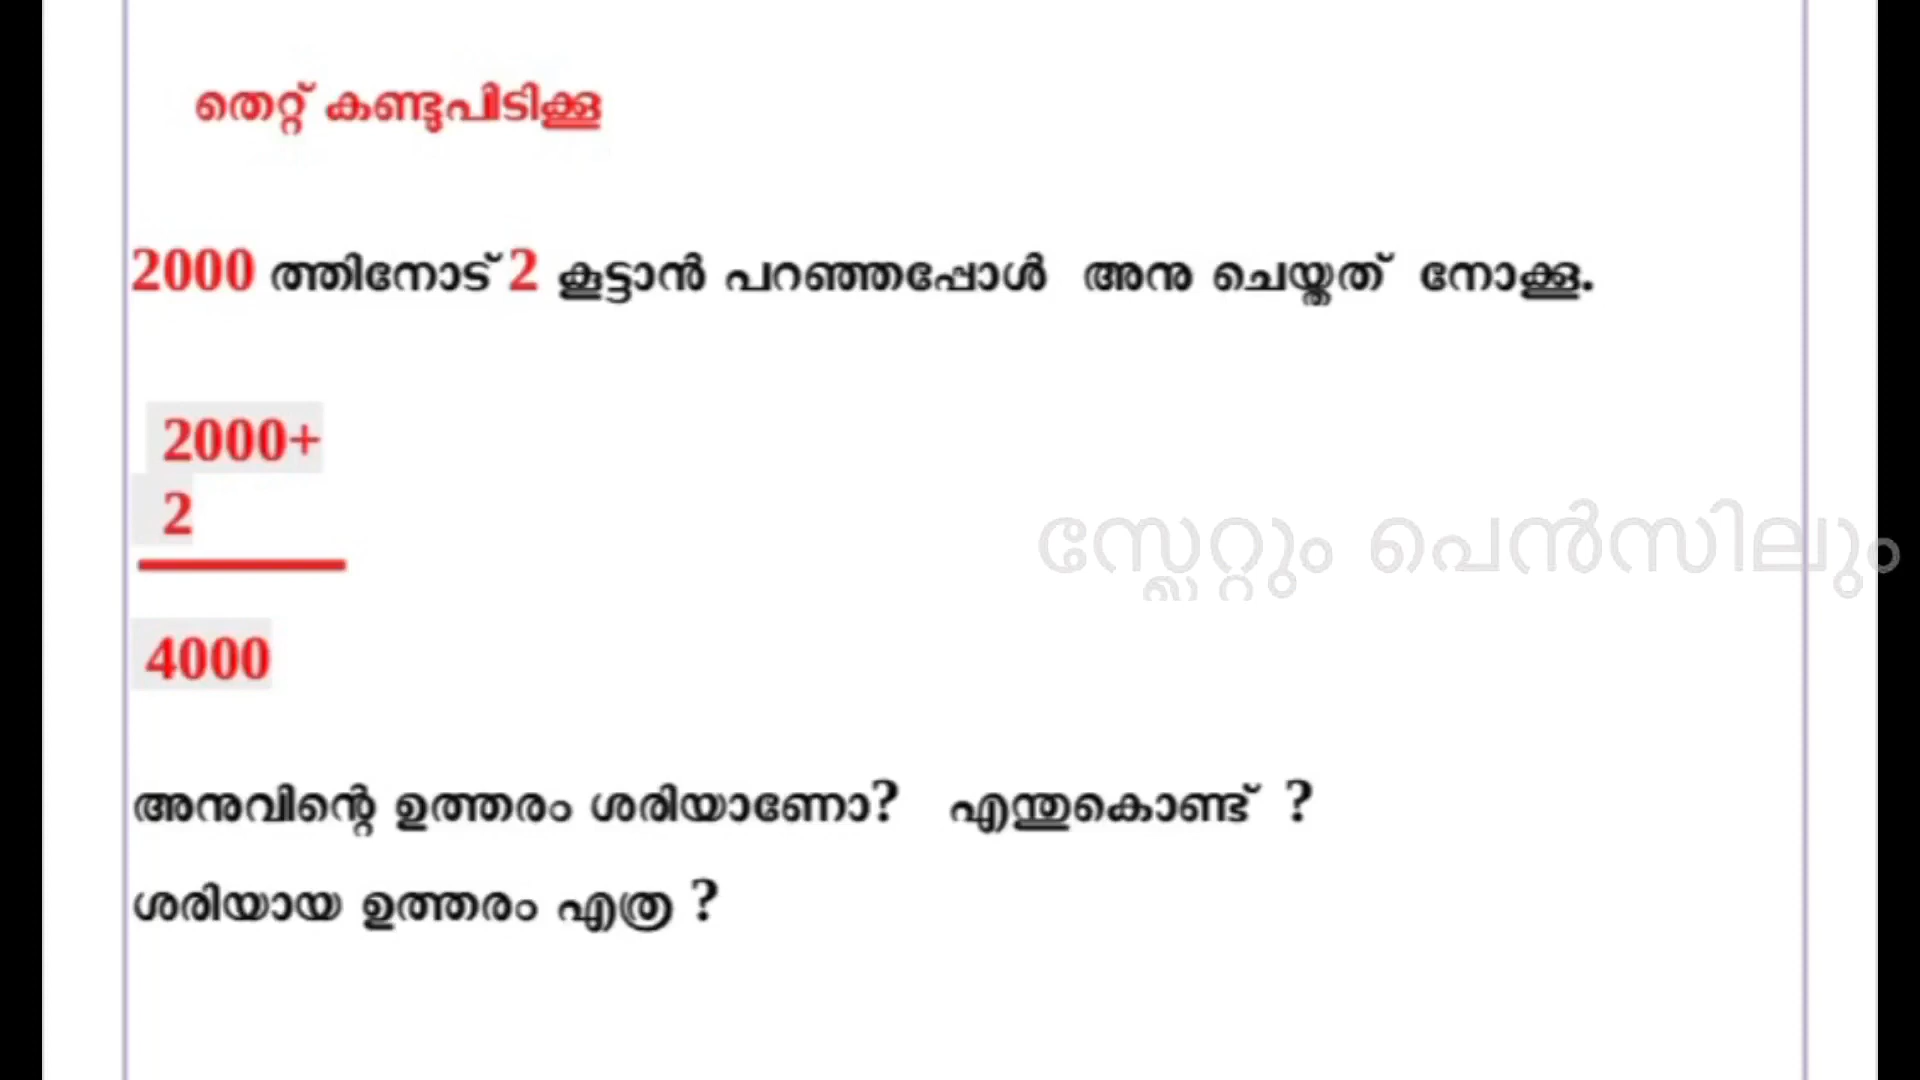 തെറ്റ് കണ്ടുപിടിക്കൂ
2000 ത്തിനോട് 2 കൂട്ടാൻ പറഞ്ഞപ്പോൾ അനു ചെയ്തത് നോക്കൂ.
2000+
2
സ്ലേറ്റും പെൻസിലും
4000
അനുവിന്റെ ഉത്തരം ശരിയാണോ? എന്തുകൊണ്ട് ?
ശരിയായ ഉത്തരം എത്ര ?